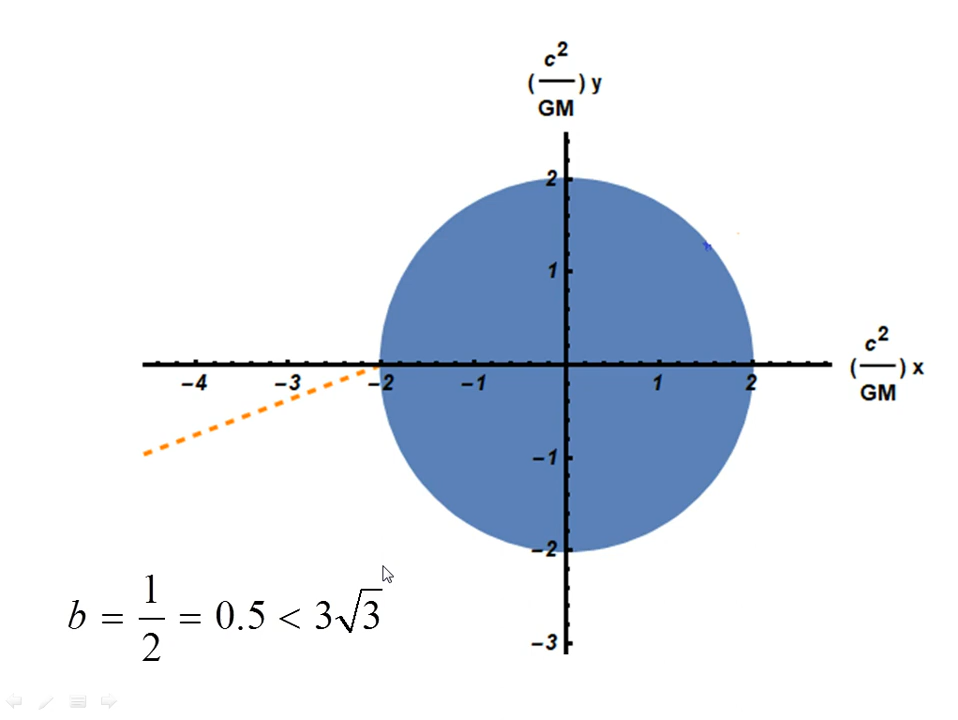 (c²/GM) y
2
1
(c²/GM) x
−4 −3 −2 −1 1 2
−1
−2
b = 1/2 = 0.5 < 3√3
−3